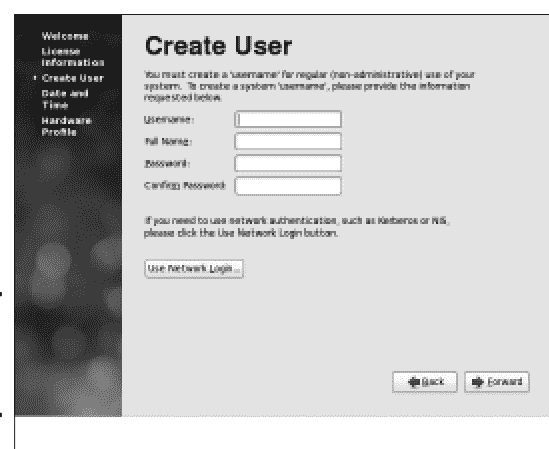 Welcome
License
Information
Create User
Date and
Time
Hardware
Profile
Create User
You must create a 'username' for regular (non-administrative) use of your
system. To create a system 'username', please provide the information
requested below.
Username:
Full Name:
Password:
Confirm Password:
If you need to use network authentication, such as Kerberos or NIS,
please click the Use Network Login button.
Use Network Login...
Back
Forward